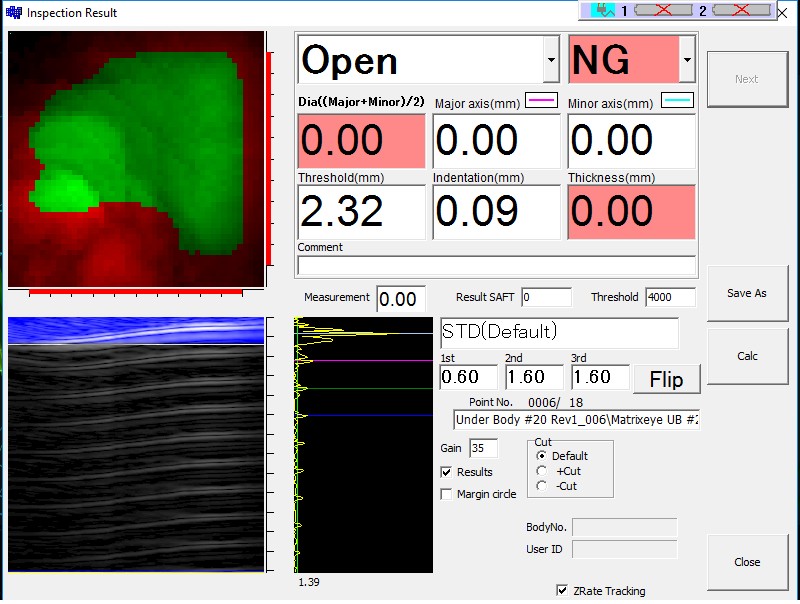 Inspection Result
1 2
Open NG
Next
Dia((Major+Minor)/2) Major axis(mm) Minor axis(mm)
0.00 0.00 0.00
Threshold(mm) Indentation(mm) Thickness(mm)
2.32 0.09 0.00
Comment
Measurement 0.00 Result SAFT 0 Threshold 4000
Save As
STD(Default)
Calc
1st 2nd 3rd
0.60 1.60 1.60 Flip
Point No. 0006/ 18
Under Body #20 Rev1_006\Matrixeye UB #2
Gain 35
Cut
Default
+Cut
-Cut
Results
Margin circle
BodyNo.
User ID
Close
1.39
ZRate Tracking